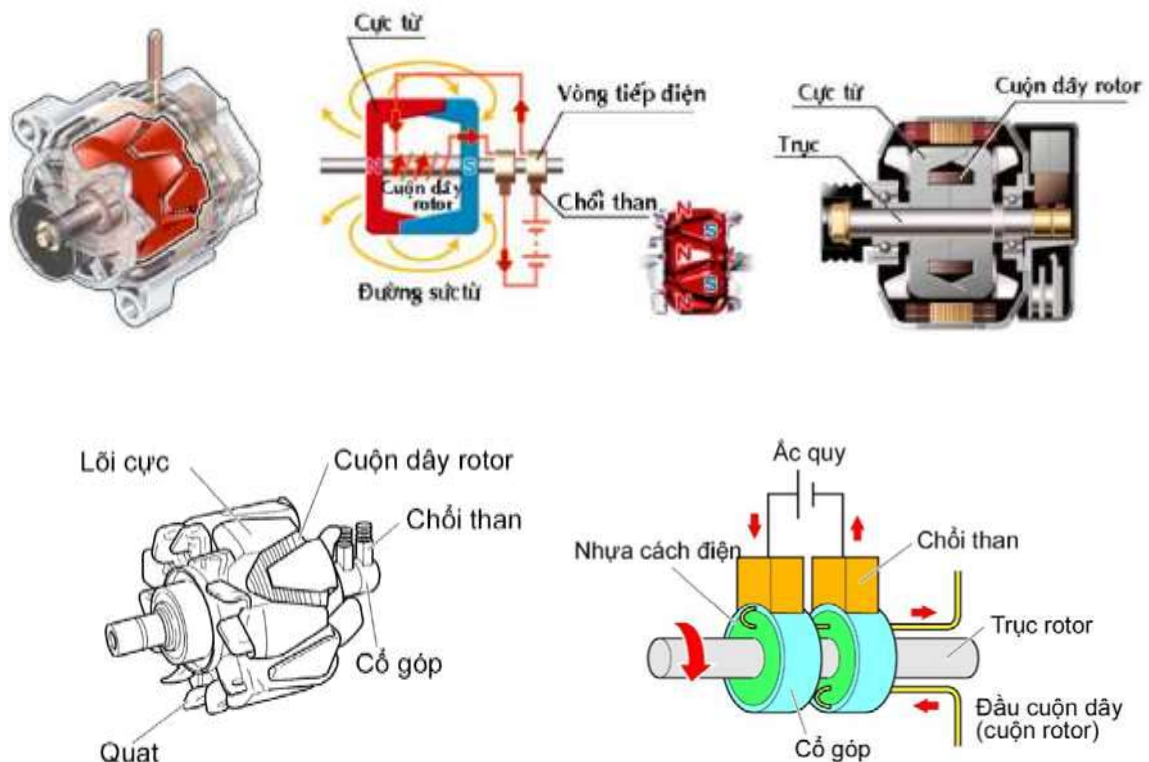 Cực từ
Vòng tiếp điện
N
S
Cuộn dây
rotor
Chổi than
Đường sức từ
N
S
N
S
N
Cực từ
Cuộn dây rotor
Trục
Lõi cực
Cuộn dây rotor
Chổi than
Cổ góp
Quạt
Ắc quy
Nhựa cách điện
Chổi than
Trục rotor
Đầu cuộn dây
(cuộn rotor)
Cổ góp